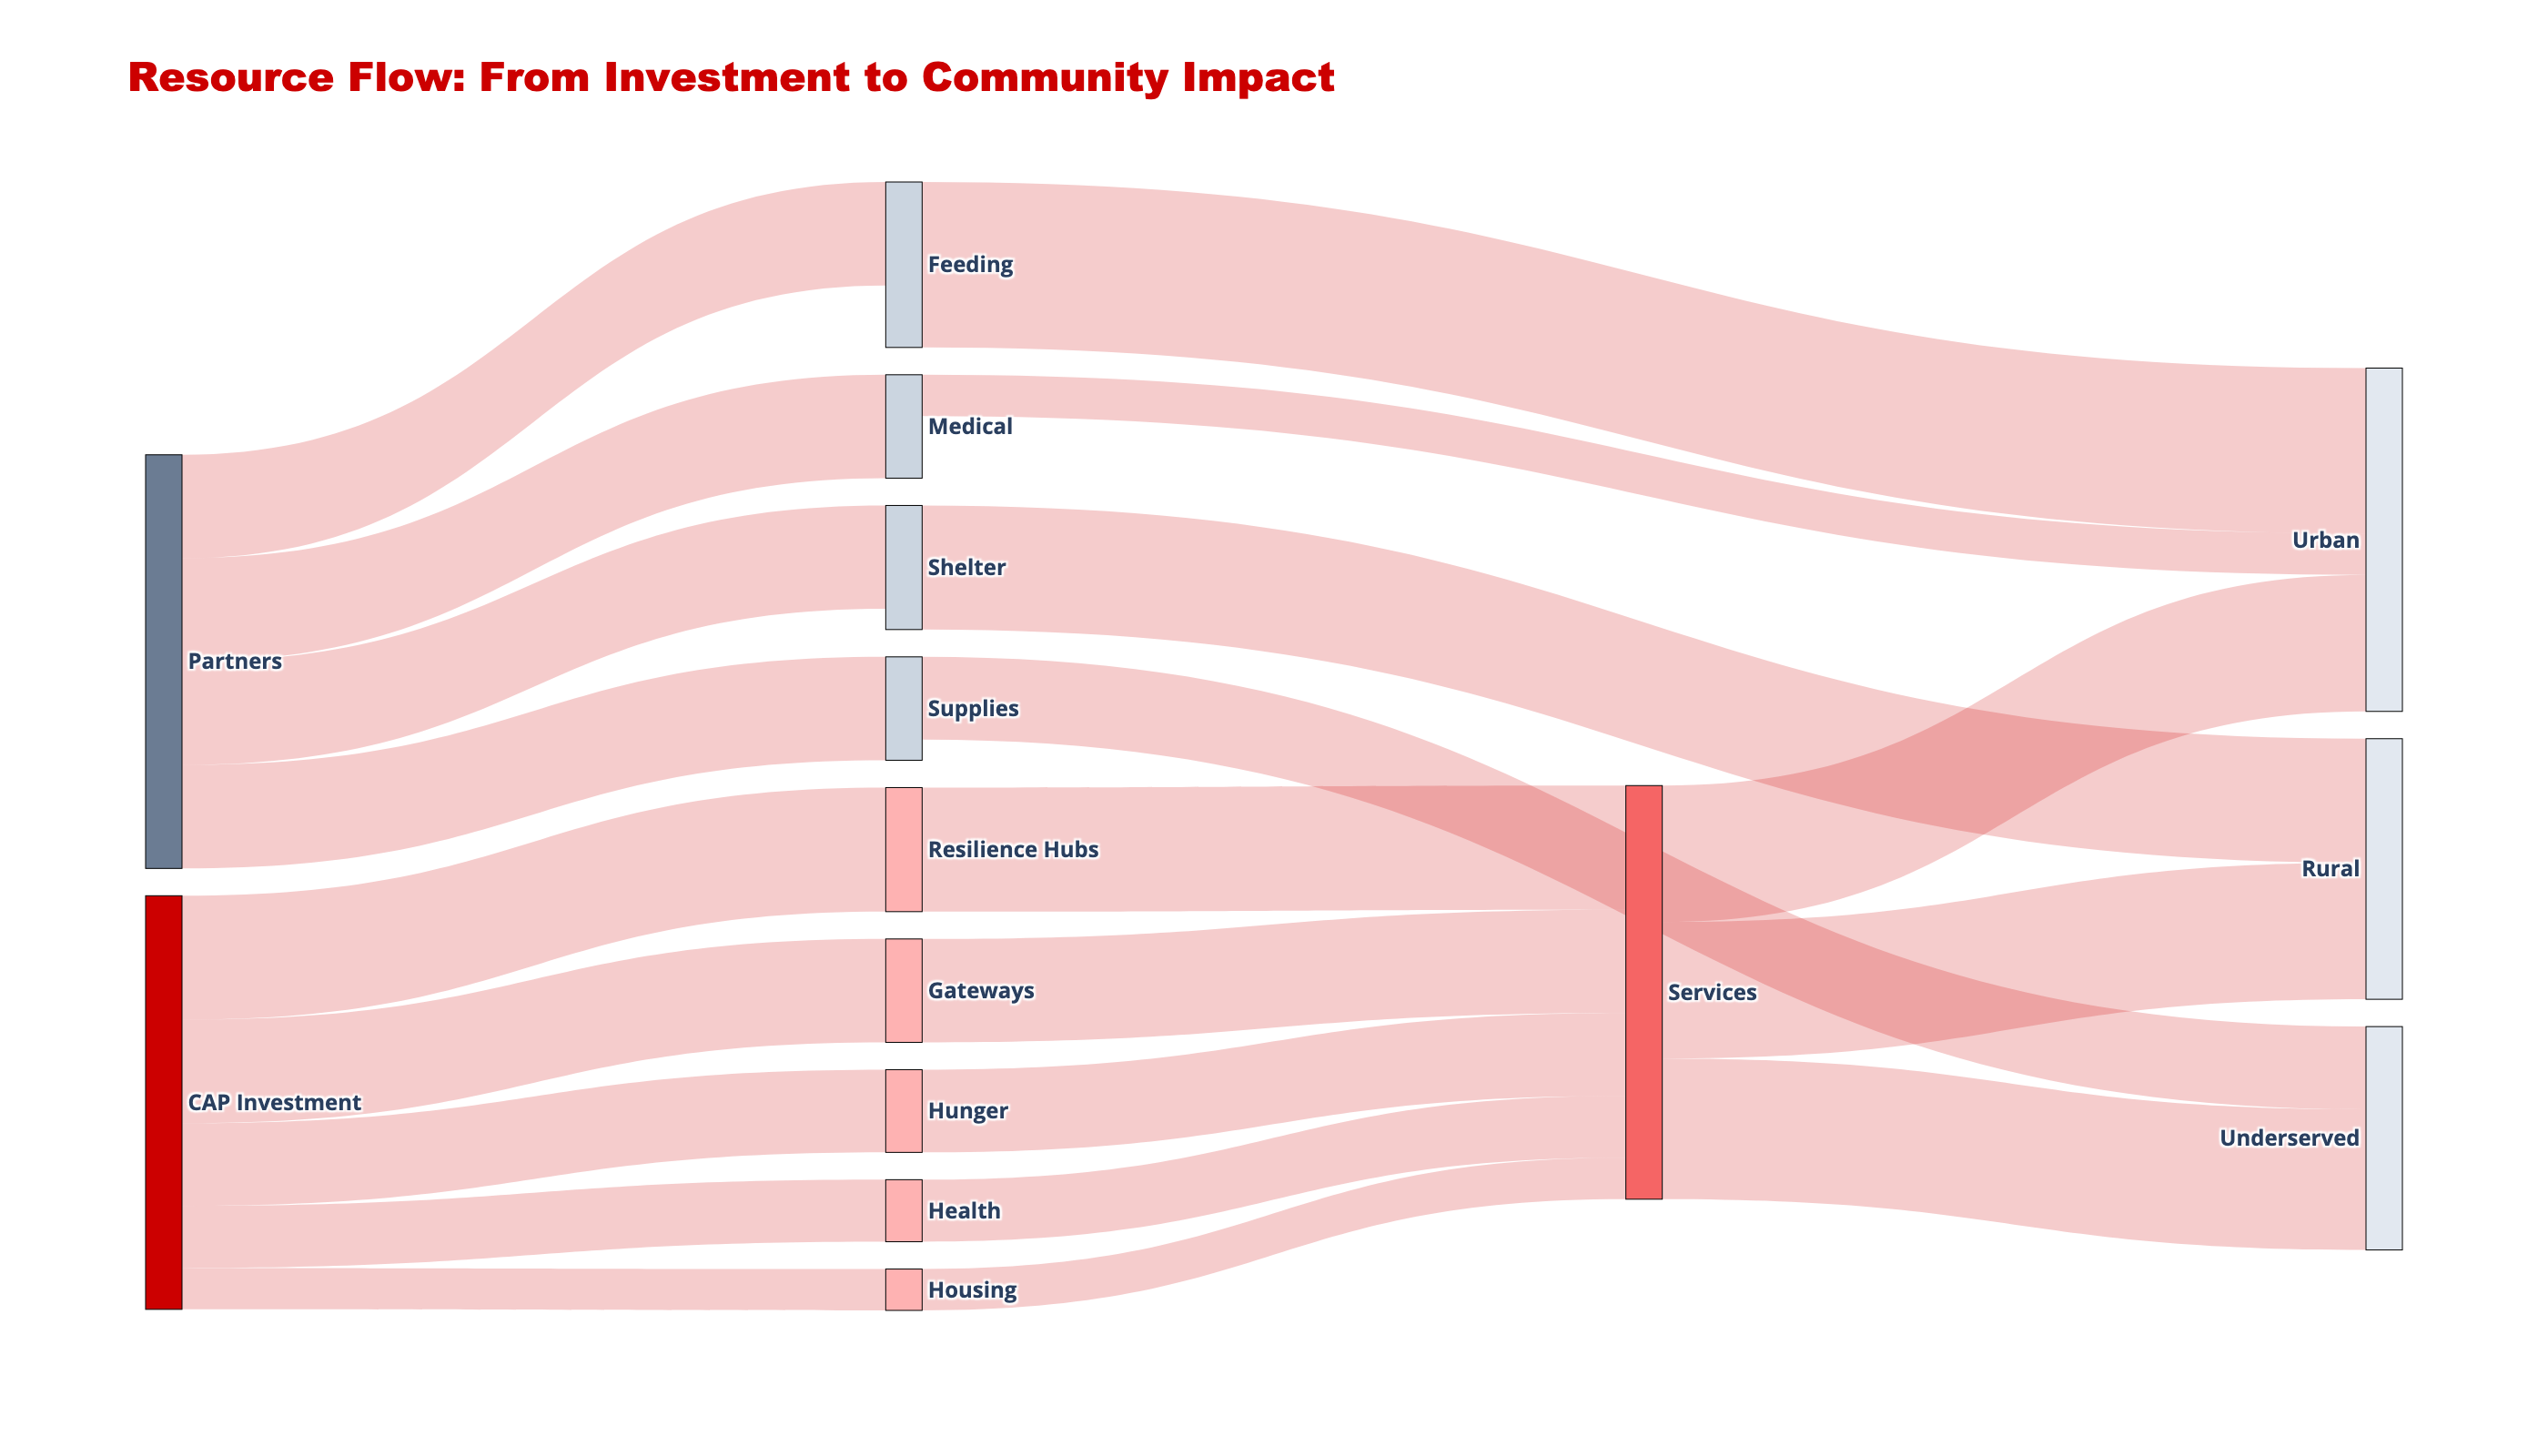 Resource Flow: From Investment to Community Impact
Feeding
Medical
Shelter
Supplies
Partners
Resilience Hubs
Gateways
CAP Investment
Hunger
Health
Housing
Services
Urban
Rural
Underserved